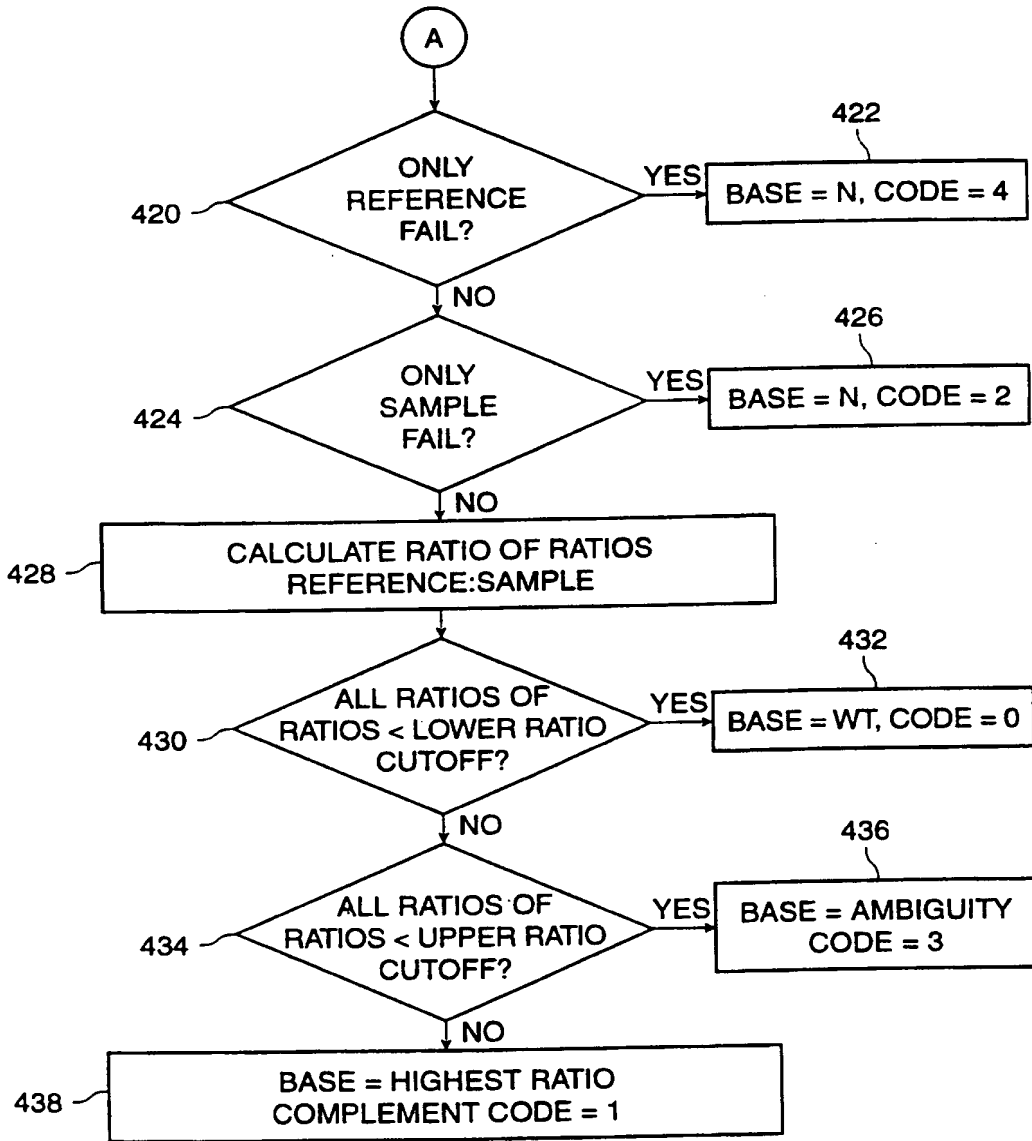 A
422
ONLY
REFERENCE
FAIL?
YES
BASE = N, CODE = 4
420
NO
426
ONLY
SAMPLE
FAIL?
YES
BASE = N, CODE = 2
424
NO
CALCULATE RATIO OF RATIOS
REFERENCE:SAMPLE
428
432
ALL RATIOS OF
RATIOS < LOWER RATIO
CUTOFF?
YES
BASE = WT, CODE = 0
430
NO
436
ALL RATIOS OF
RATIOS < UPPER RATIO
CUTOFF?
YES
BASE = AMBIGUITY
CODE = 3
434
NO
BASE = HIGHEST RATIO
COMPLEMENT CODE = 1
438